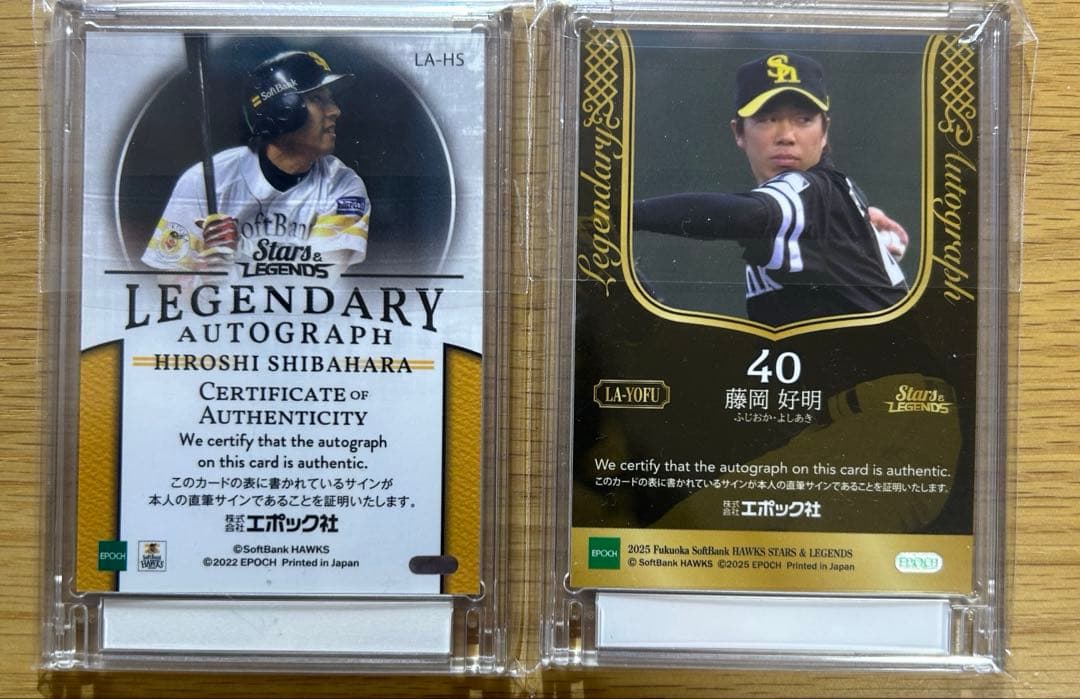 LA-HS
SoftBank
SoftBan
Stars &
LEGENDS
LEGENDARY
AUTOGRAPH
HIROSHI SHIBAHARA
CERTIFICATE OF
AUTHENTICITY
We certify that the autograph
on this card is authentic.
このカードの表に書かれているサインが
本人の直筆サインであることを証明いたします。
株式会社エポック社
EPOCH
SoftBank
HAWKS
©SoftBank HAWKS
©2022 EPOCH Printed in Japan
Legendary
Autograph
SH
40
LA-YOFU
藤岡 好明
ふじおか・よしあき
Stars &
LEGENDS
We certify that the autograph on this card is authentic.
このカードの表に書かれているサインが本人の直筆サインであることを証明いたします。
株式会社エポック社
EPOCH
2025 Fukuoka SoftBank HAWKS STARS & LEGENDS
© SoftBank HAWKS ©2025 EPOCH Printed in Japan
EPOCH